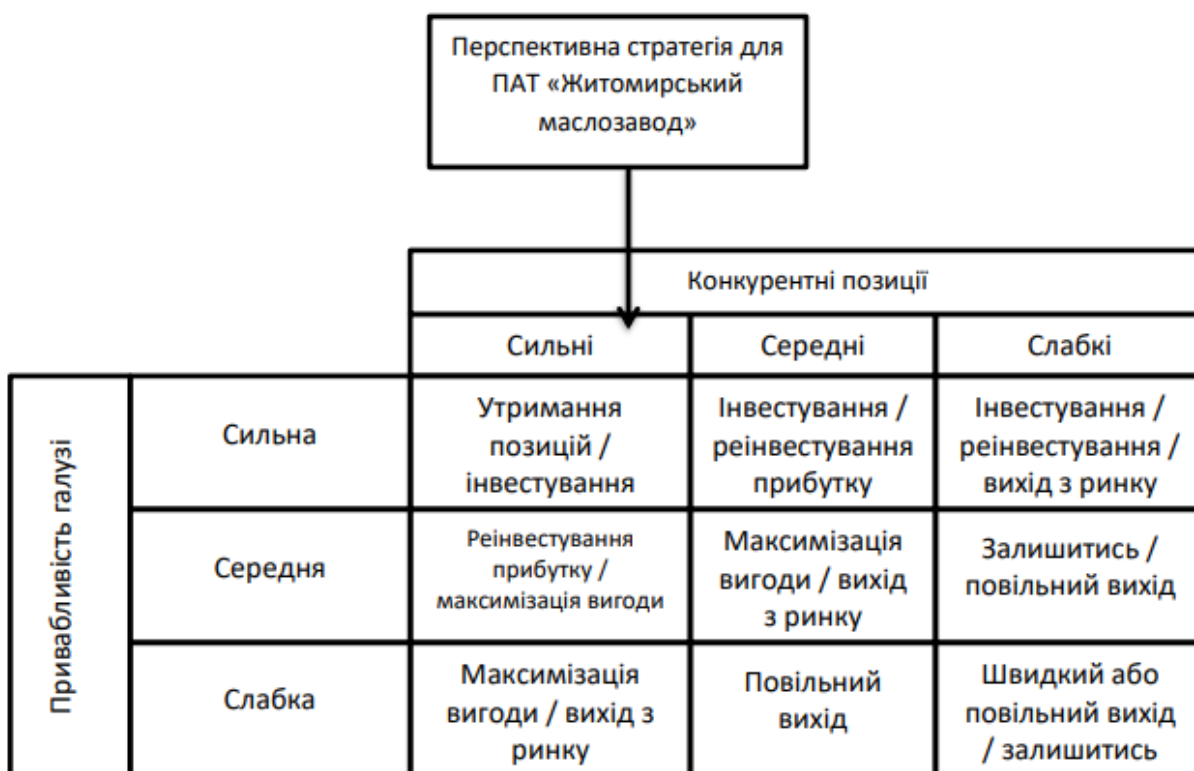 Перспективна стратегія для
ПАТ «Житомирський
маслозавод»
Конкурентні позиції
Сильні
Середні
Слабкі
Привабливість галузі
Сильна
Утримання
позицій /
інвестування
Інвестування /
реінвестування
прибутку
Інвестування /
реінвестування /
вихід з ринку
Середня
Реінвестування
прибутку /
максимізація вигоди
Максимізація
вигоди / вихід
з ринку
Залишитись /
повільний вихід
Слабка
Максимізація
вигоди / вихід з
ринку
Повільний
вихід
Швидкий або
повільний вихід
/ залишитись